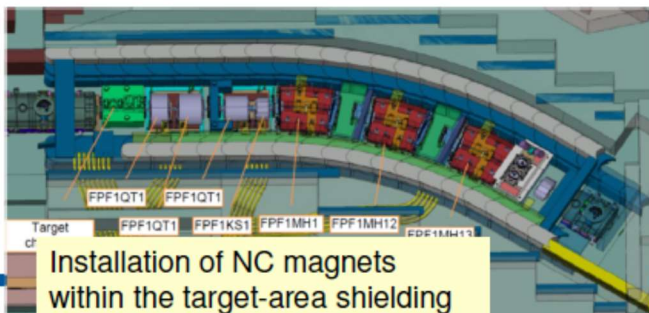 FPF1QT1 FPF1QT1
Target FPF1QT1 FPF1KS1 FPF1MH1 FPF1MH12 FPF1MH13
Installation of NC magnets
within the target-area shielding